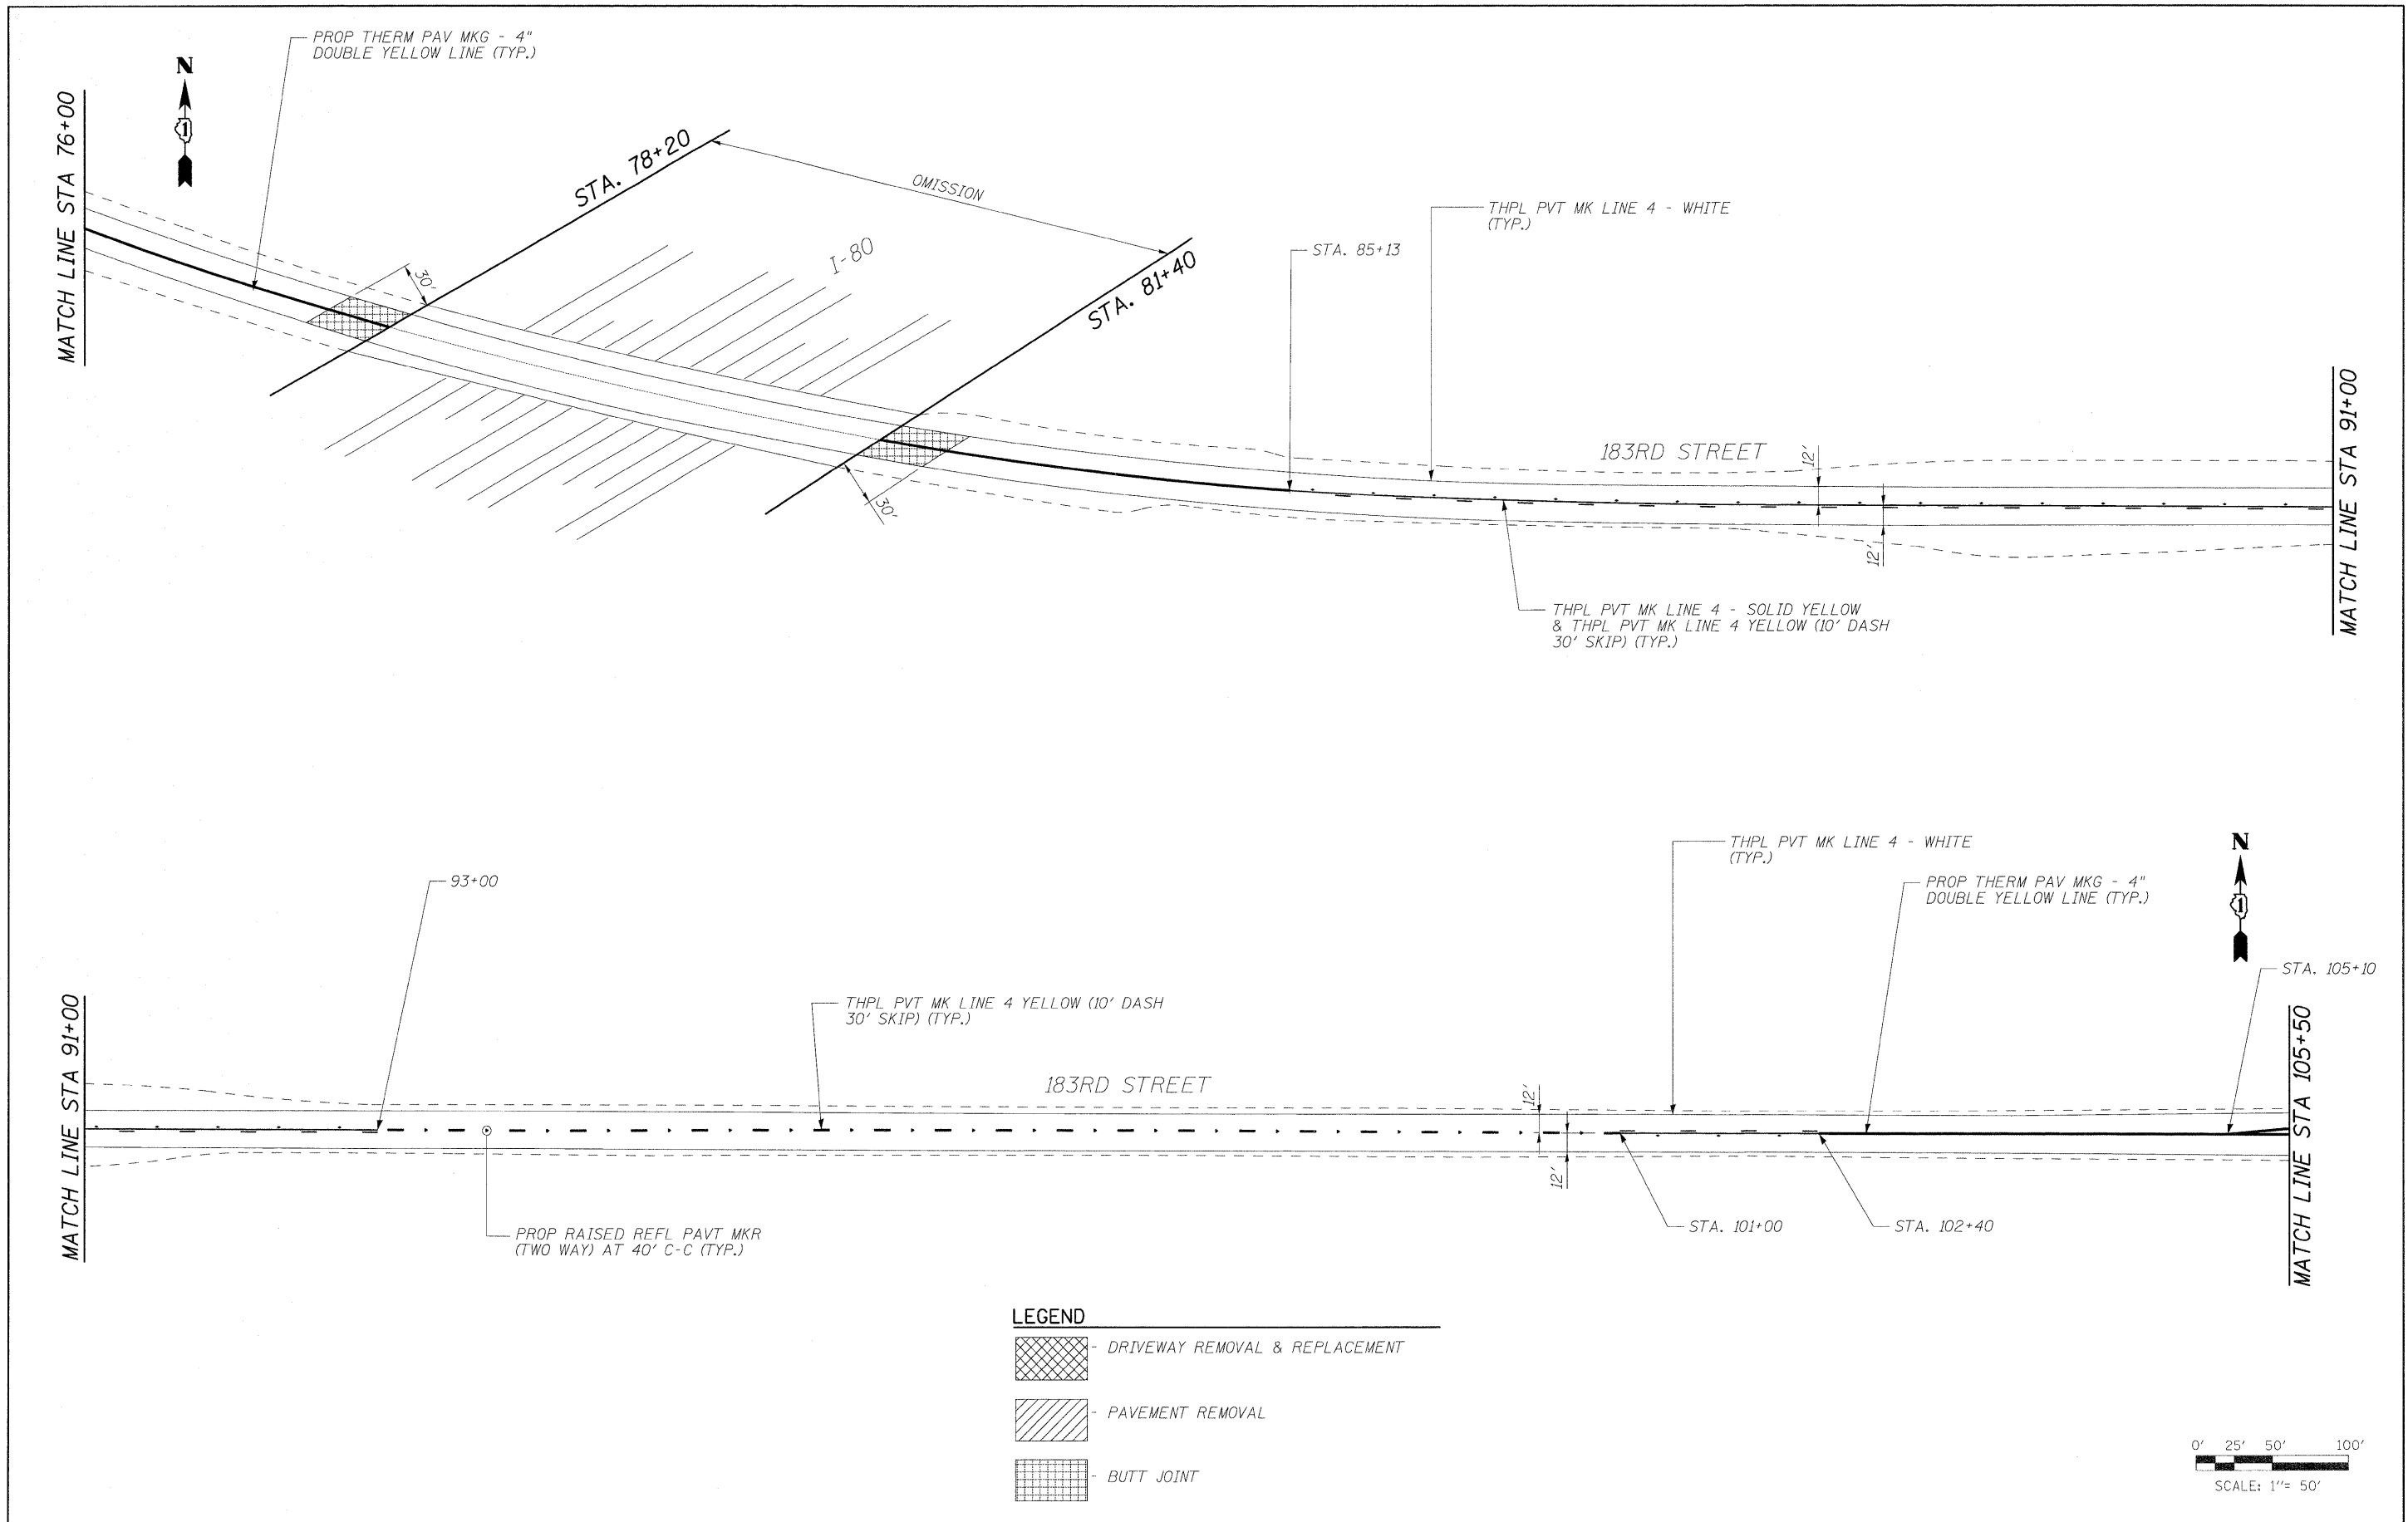 PROP THERM PAV MKG - 4"
DOUBLE YELLOW LINE (TYP.)
N
1
MATCH LINE STA 76+00
STA. 78+20
OMISSION
I-80
30'
STA. 81+40
30'
THPL PVT MK LINE 4 - WHITE
(TYP.)
STA. 85+13
183RD STREET
12'
12'
MATCH LINE STA 91+00
THPL PVT MK LINE 4 - SOLID YELLOW
& THPL PVT MK LINE 4 YELLOW (10' DASH
30' SKIP) (TYP.)
THPL PVT MK LINE 4 - WHITE
(TYP.)
N
1
93+00
PROP THERM PAV MKG - 4"
DOUBLE YELLOW LINE (TYP.)
STA. 105+10
MATCH LINE STA 91+00
THPL PVT MK LINE 4 YELLOW (10' DASH
30' SKIP) (TYP.)
183RD STREET
12'
12'
MATCH LINE STA 105+50
PROP RAISED REFL PAVT MKR
(TWO WAY) AT 40' C-C (TYP.)
STA. 101+00
STA. 102+40
LEGEND
- DRIVEWAY REMOVAL & REPLACEMENT
- PAVEMENT REMOVAL
- BUTT JOINT
0' 25' 50' 100'
SCALE: 1"= 50'